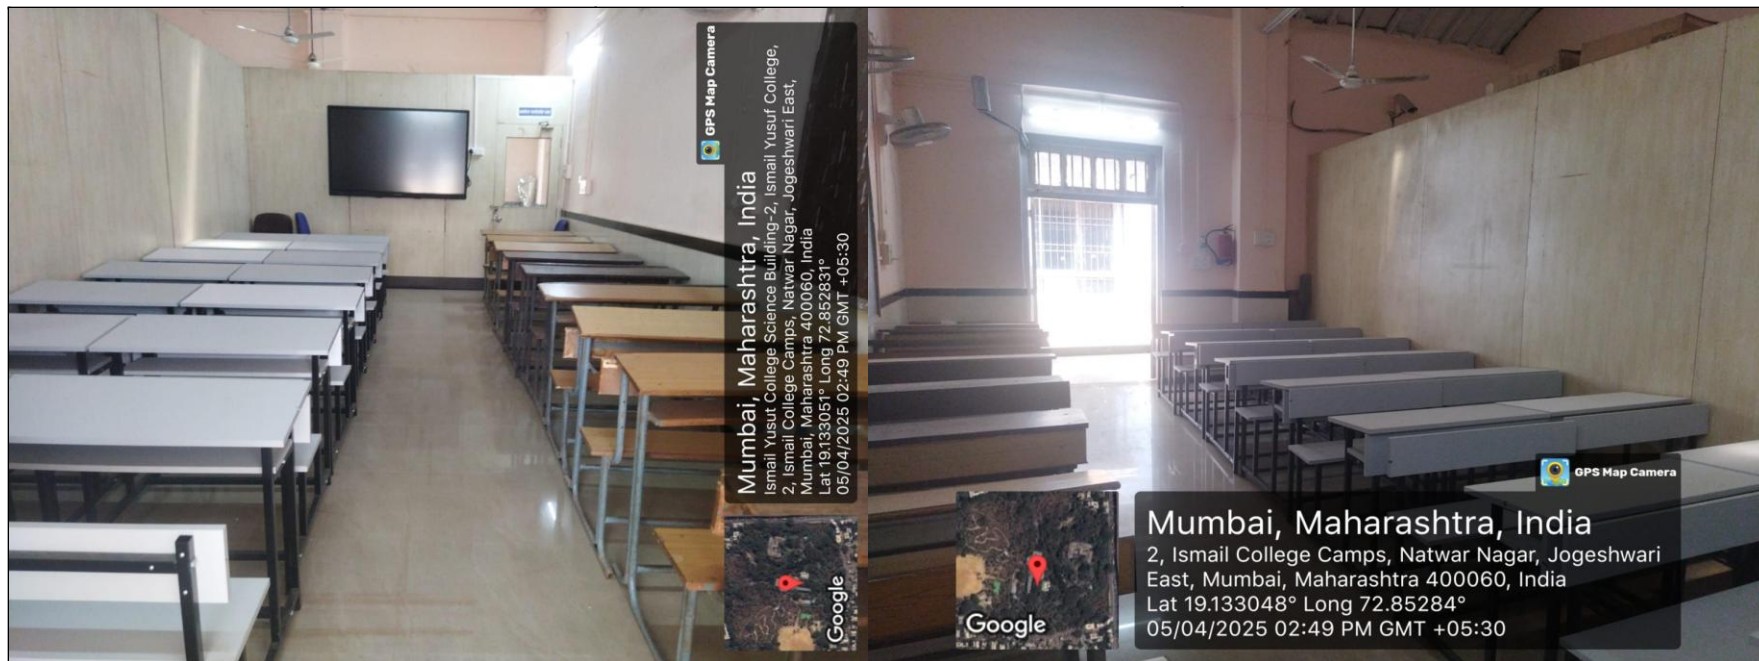 GPS Map Camera
Mumbai, Maharashtra, India
Ismail Yusut College Science Building-2, Ismail Yusuf College,
2, Ismail College Camps, Natwar Nagar, Jogeshwari East,
Mumbai, Maharashtra 400060, India
Lat 19.133051° Long 72.852831°
05/04/2025 02:49 PM GMT +05:30
Google
GPS Map Camera
Mumbai, Maharashtra, India
2, Ismail College Camps, Natwar Nagar, Jogeshwari
East, Mumbai, Maharashtra 400060, India
Lat 19.133048° Long 72.85284°
05/04/2025 02:49 PM GMT +05:30
Google